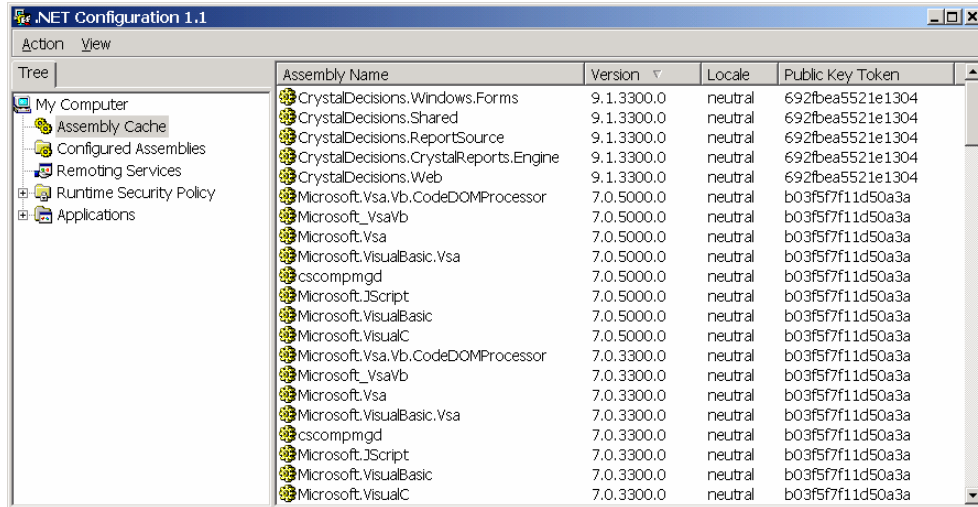 .NET Configuration 1.1
Action View
Tree
My Computer
Assembly Cache
Configured Assemblies
Remoting Services
Runtime Security Policy
Applications
Assembly Name Version Locale Public Key Token
CrystalDecisions.Windows.Forms 9.1.3300.0 neutral 692fbea5521e1304
CrystalDecisions.Shared 9.1.3300.0 neutral 692fbea5521e1304
CrystalDecisions.ReportSource 9.1.3300.0 neutral 692fbea5521e1304
CrystalDecisions.CrystalReports.Engine 9.1.3300.0 neutral 692fbea5521e1304
CrystalDecisions.Web 9.1.3300.0 neutral 692fbea5521e1304
Microsoft.Vsa.Vb.CodeDOMProcessor 7.0.5000.0 neutral b03f5f7f11d50a3a
Microsoft_VsaVb 7.0.5000.0 neutral b03f5f7f11d50a3a
Microsoft.Vsa 7.0.5000.0 neutral b03f5f7f11d50a3a
Microsoft.VisualBasic.Vsa 7.0.5000.0 neutral b03f5f7f11d50a3a
cscompmgd 7.0.5000.0 neutral b03f5f7f11d50a3a
Microsoft.JScript 7.0.5000.0 neutral b03f5f7f11d50a3a
Microsoft.VisualBasic 7.0.5000.0 neutral b03f5f7f11d50a3a
Microsoft.VisualC 7.0.5000.0 neutral b03f5f7f11d50a3a
Microsoft.Vsa.Vb.CodeDOMProcessor 7.0.3300.0 neutral b03f5f7f11d50a3a
Microsoft_VsaVb 7.0.3300.0 neutral b03f5f7f11d50a3a
Microsoft.Vsa 7.0.3300.0 neutral b03f5f7f11d50a3a
Microsoft.VisualBasic.Vsa 7.0.3300.0 neutral b03f5f7f11d50a3a
cscompmgd 7.0.3300.0 neutral b03f5f7f11d50a3a
Microsoft.JScript 7.0.3300.0 neutral b03f5f7f11d50a3a
Microsoft.VisualBasic 7.0.3300.0 neutral b03f5f7f11d50a3a
Microsoft.VisualC 7.0.3300.0 neutral b03f5f7f11d50a3a